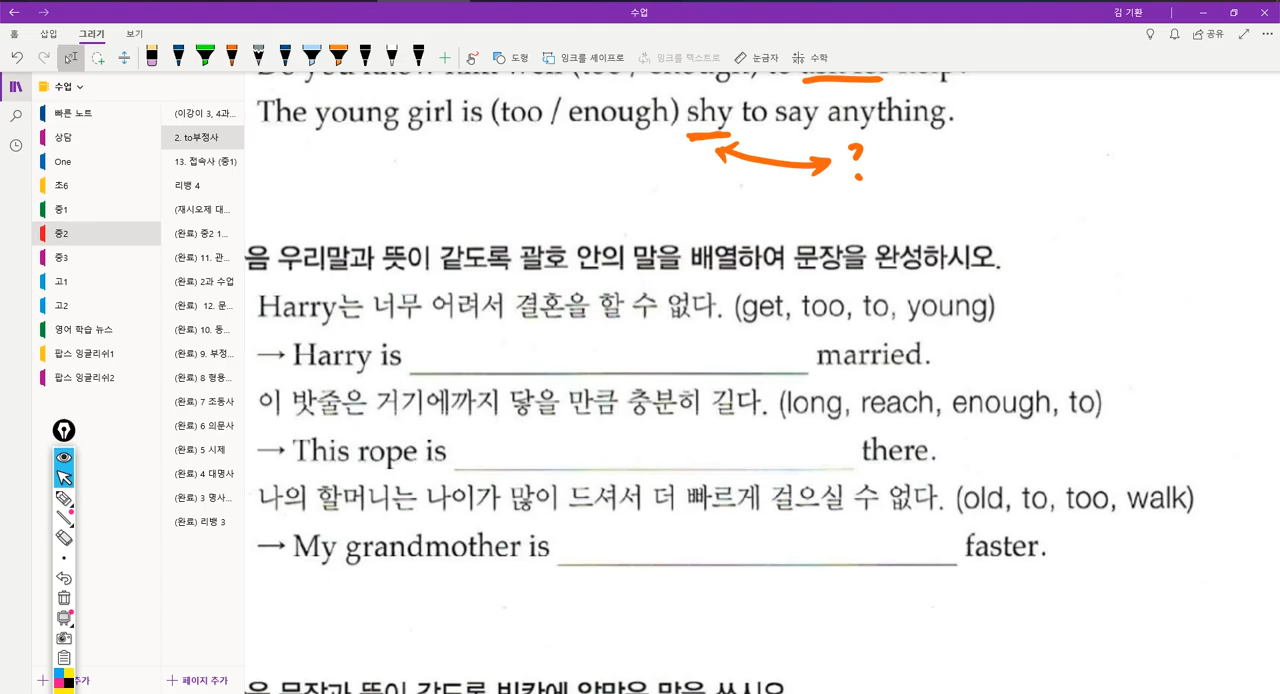 수업
김 기환
홈 삽입 그리기 보기
공유
도형 잉크를 셰이프로 잉크를 텍스트로 눈금자 수학
수업
빠른 노트
상담
One
초6
중1
중2
중3
고1
고2
영어 학습 뉴스
팝스 잉글리쉬1
팝스 잉글리쉬2
추가
(이강이 3, 4과...
2. to부정사
13. 접속사 (중1)
리뱅 4
(재시오제 대...
(완료) 중2 1...
(완료) 11. 관...
(완료) 2과 수업
(완료) 12. 문...
(완료) 10. 동...
(완료) 9. 부정...
(완료) 8 형용...
(완료) 7 조동사
(완료) 6 의문사
(완료) 5 시제
(완료) 4 대명사
(완료) 3 명사...
(완료) 리뱅 3
페이지 추가
The young girl is (too / enough) shy to say anything.
?
음 우리말과 뜻이 같도록 괄호 안의 말을 배열하여 문장을 완성하시오.
Harry는 너무 어려서 결혼을 할 수 없다. (get, too, to, young)
→ Harry is married.
이 밧줄은 거기에까지 닿을 만큼 충분히 길다. (long, reach, enough, to)
→ This rope is there.
나의 할머니는 나이가 많이 드셔서 더 빠르게 걸으실 수 없다. (old, to, too, walk)
→ My grandmother is faster.